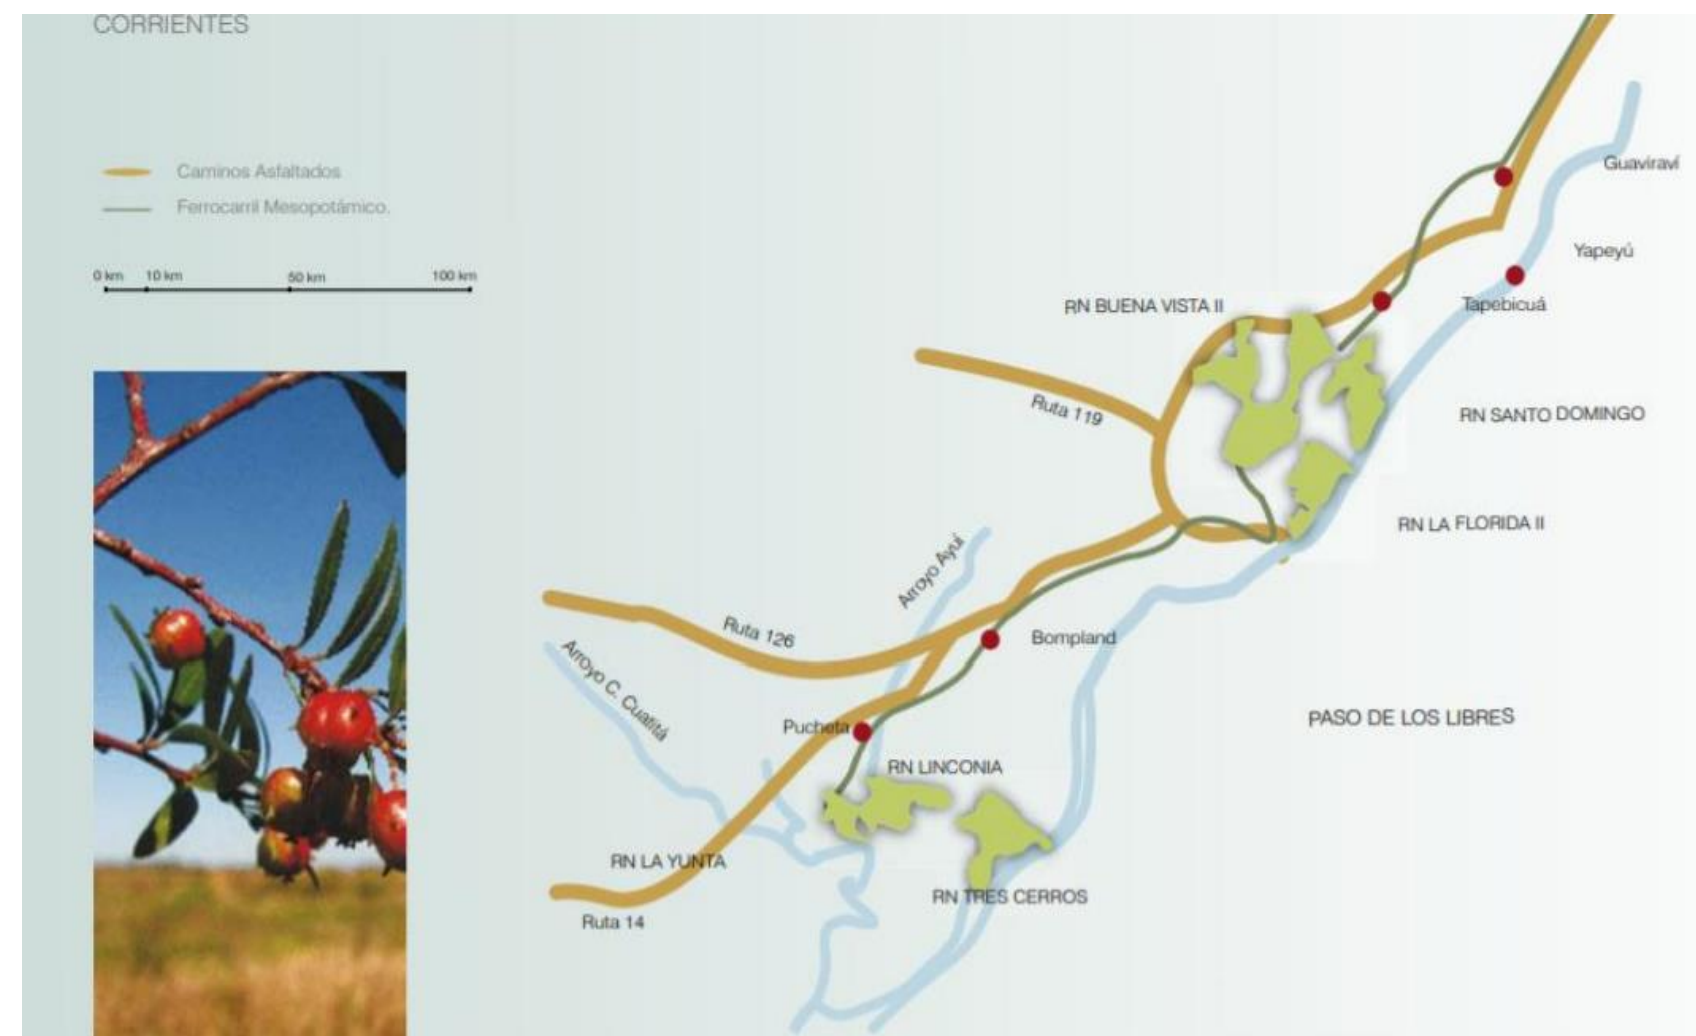 CORRIENTES
Caminos Asfaltados
Ferrocarril Mesopotámico.
0 km 10 km 50 km 100 km
Guaviraví
Yapeyú
RN BUENA VISTA II
Tapebicuá
Ruta 119
RN SANTO DOMINGO
RN LA FLORIDA II
Arroyo Ayuí
Ruta 126
Bompland
Arroyo C. Cuatitá
PASO DE LOS LIBRES
Pucheta
RN LINCONIA
RN LA YUNTA
RN TRES CERROS
Ruta 14